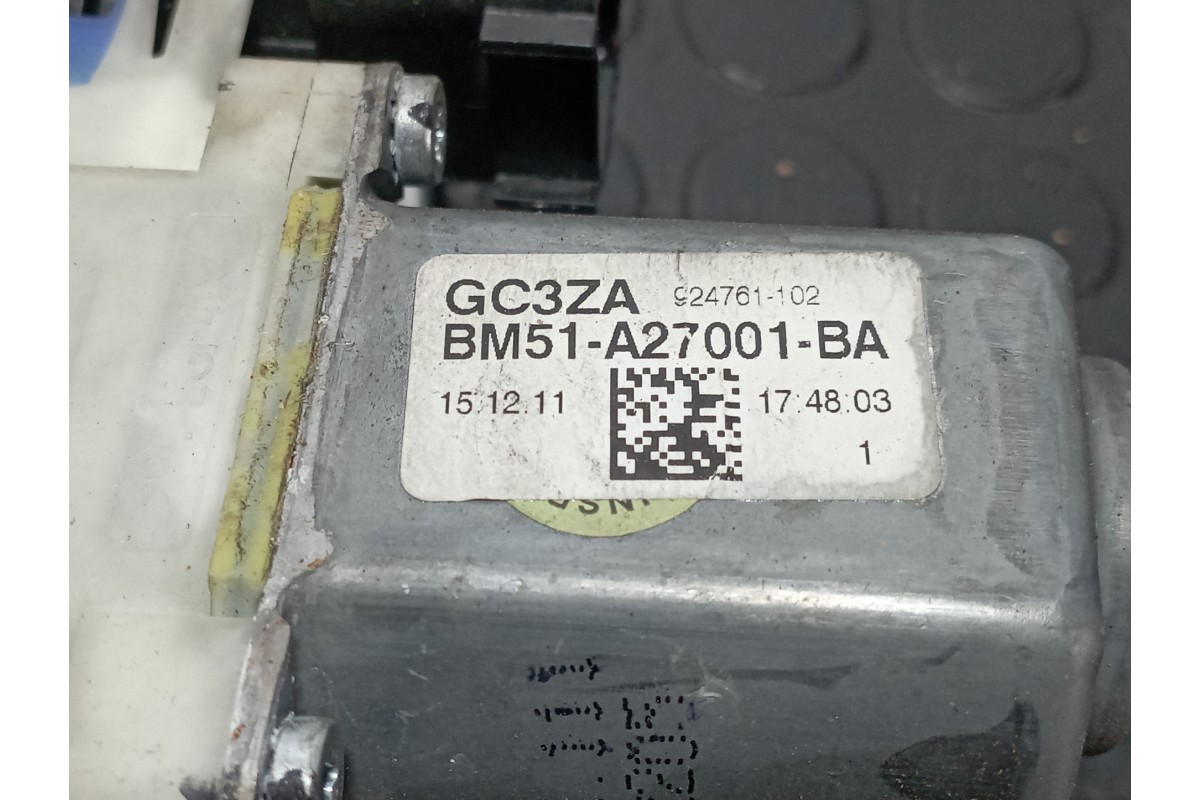 GC3ZA 924761-102
BM51-A27001-BA
15.12.11 17:48:03
1